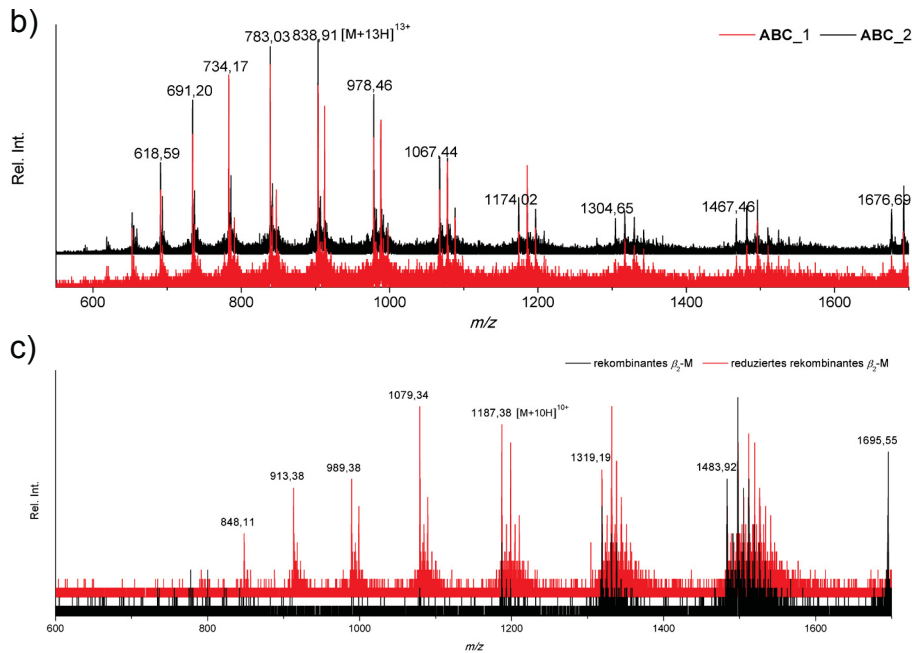 b)
ABC_1 ABC_2
783,03 838,91 [M+13H]13+
734,17
691,20
978,46
618,59
1067,44
1174,02
1304,65
1467,46
1676,69
Rel. Int.
600 800 1000 1200 1400 1600
m/z
c)
rekombinantes β2-M reduziertes rekombinantes β2-M
1079,34
1187,38 [M+10H]10+
1319,19
1483,92
1695,55
989,38
913,38
848,11
Rel. Int.
600 800 1000 1200 1400 1600
m/z